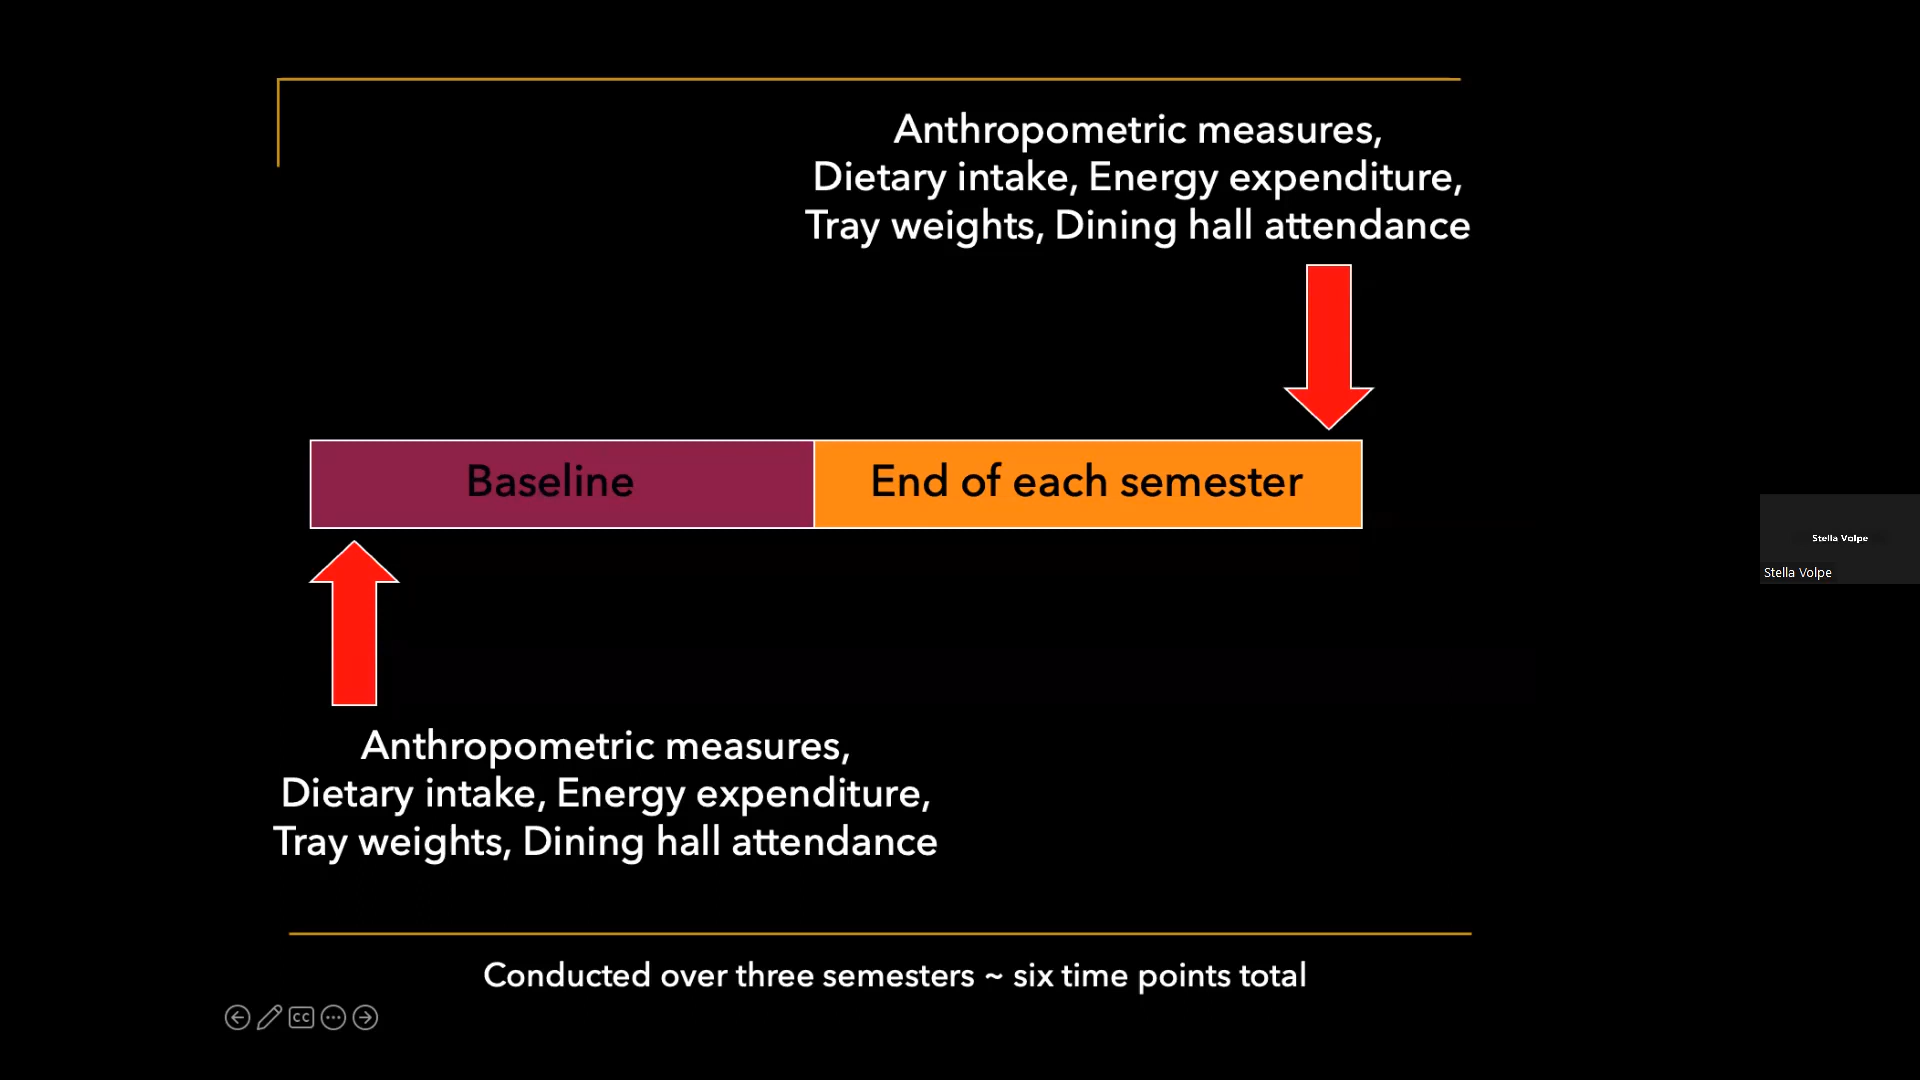 Anthropometric measures,
Dietary intake, Energy expenditure,
Tray weights, Dining hall attendance
Baseline
End of each semester
Stella Volpe
Stella Volpe
Anthropometric measures,
Dietary intake, Energy expenditure,
Tray weights, Dining hall attendance
Conducted over three semesters ~ six time points total
CC